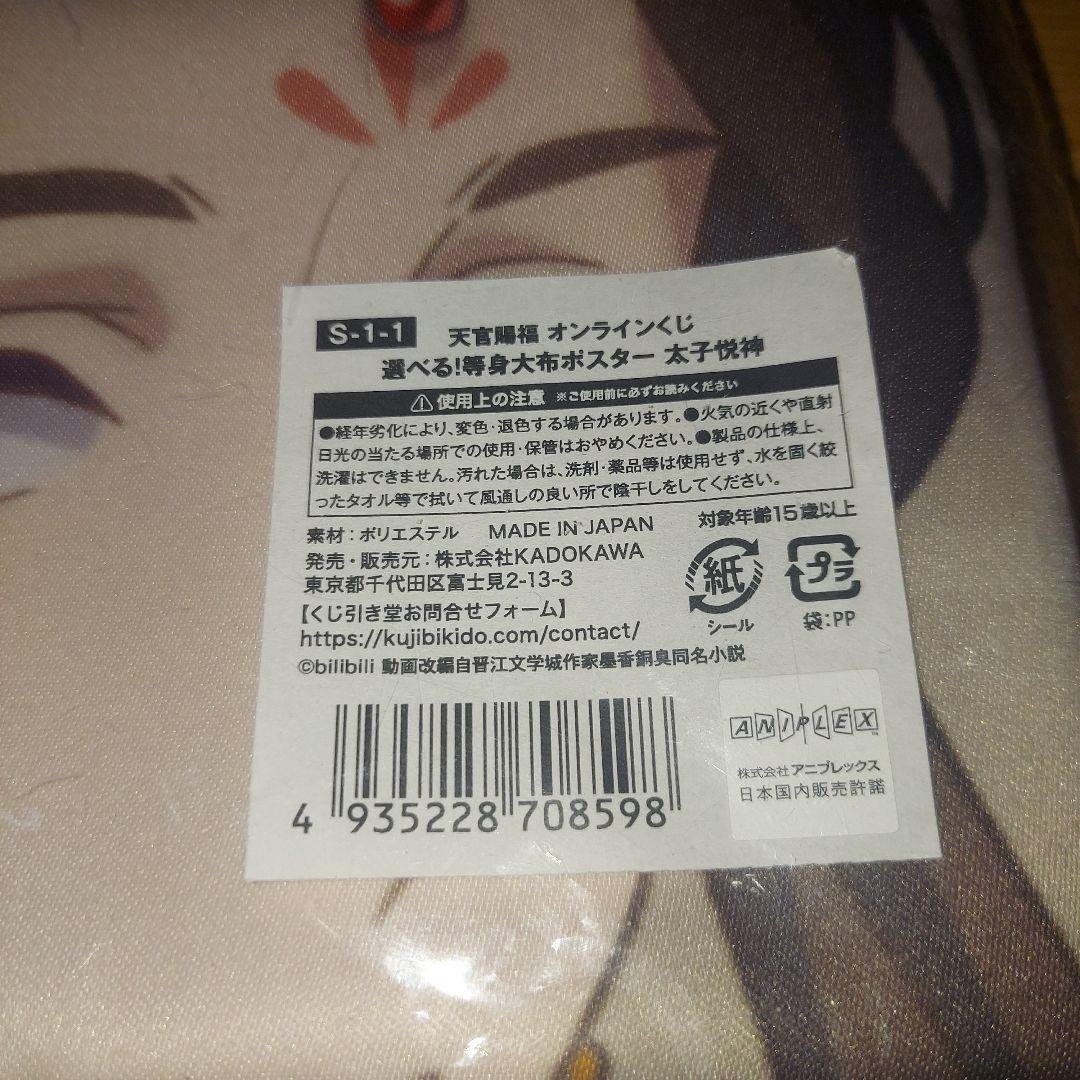 S-1-1 天官賜福 オンラインくじ
選べる!等身大布ポスター 太子悦神
⚠使用上の注意 ※ご使用前に必ずお読みください
●経年劣化により、変色・退色する場合があります。●火気の近くや直射
日光の当たる場所での使用・保管はおやめください。●製品の仕様上、
洗濯はできません。汚れた場合は、洗剤・薬品等は使用せず、水を固く絞
ったタオル等で拭いて風通しの良い所で陰干しをしてください。
素材:ポリエステル MADE IN JAPAN
対象年齢15歳以上
発売・販売元:株式会社KADOKAWA
東京都千代田区富士見2-13-3
【くじ引き堂お問合せフォーム】
https://kujibikido.com/contact/
紙
シール
プラ
袋:PP
©bilibili 動画改編自晋江文学城作家墨香銅臭同名小説
4 935228 708598
ANIPLEX™
株式会社アニプレックス
日本国内販売許諾